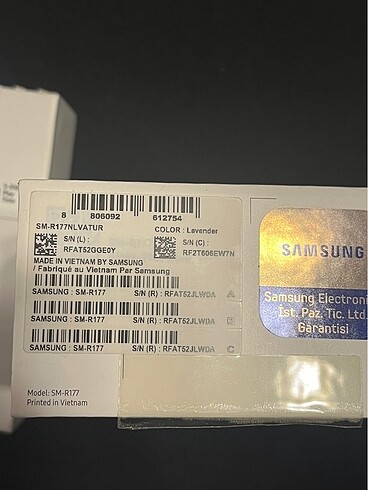 8 806092 612754
SM-R177NLVATUR
COLOR : Lavender
S/N (L) :
RFAT52GGE0Y
S/N (C) :
RF2T606EW7N
MADE IN VIETNAM BY SAMSUNG
/ Fabriqué au Vietnam Par Samsung
SAMSUNG : SM-R177 S/N (R) : RFAT52JLWDA A
SAMSUNG : SM-R177 S/N (R) : RFAT52JLWDA B
SAMSUNG : SM-R177 S/N (R) : RFAT52JLWDA C
Model: SM-R177
Printed in Vietnam
SAMSUNG
Samsung Electroni
Ist. Paz. Tic. Ltd.
Garantisi